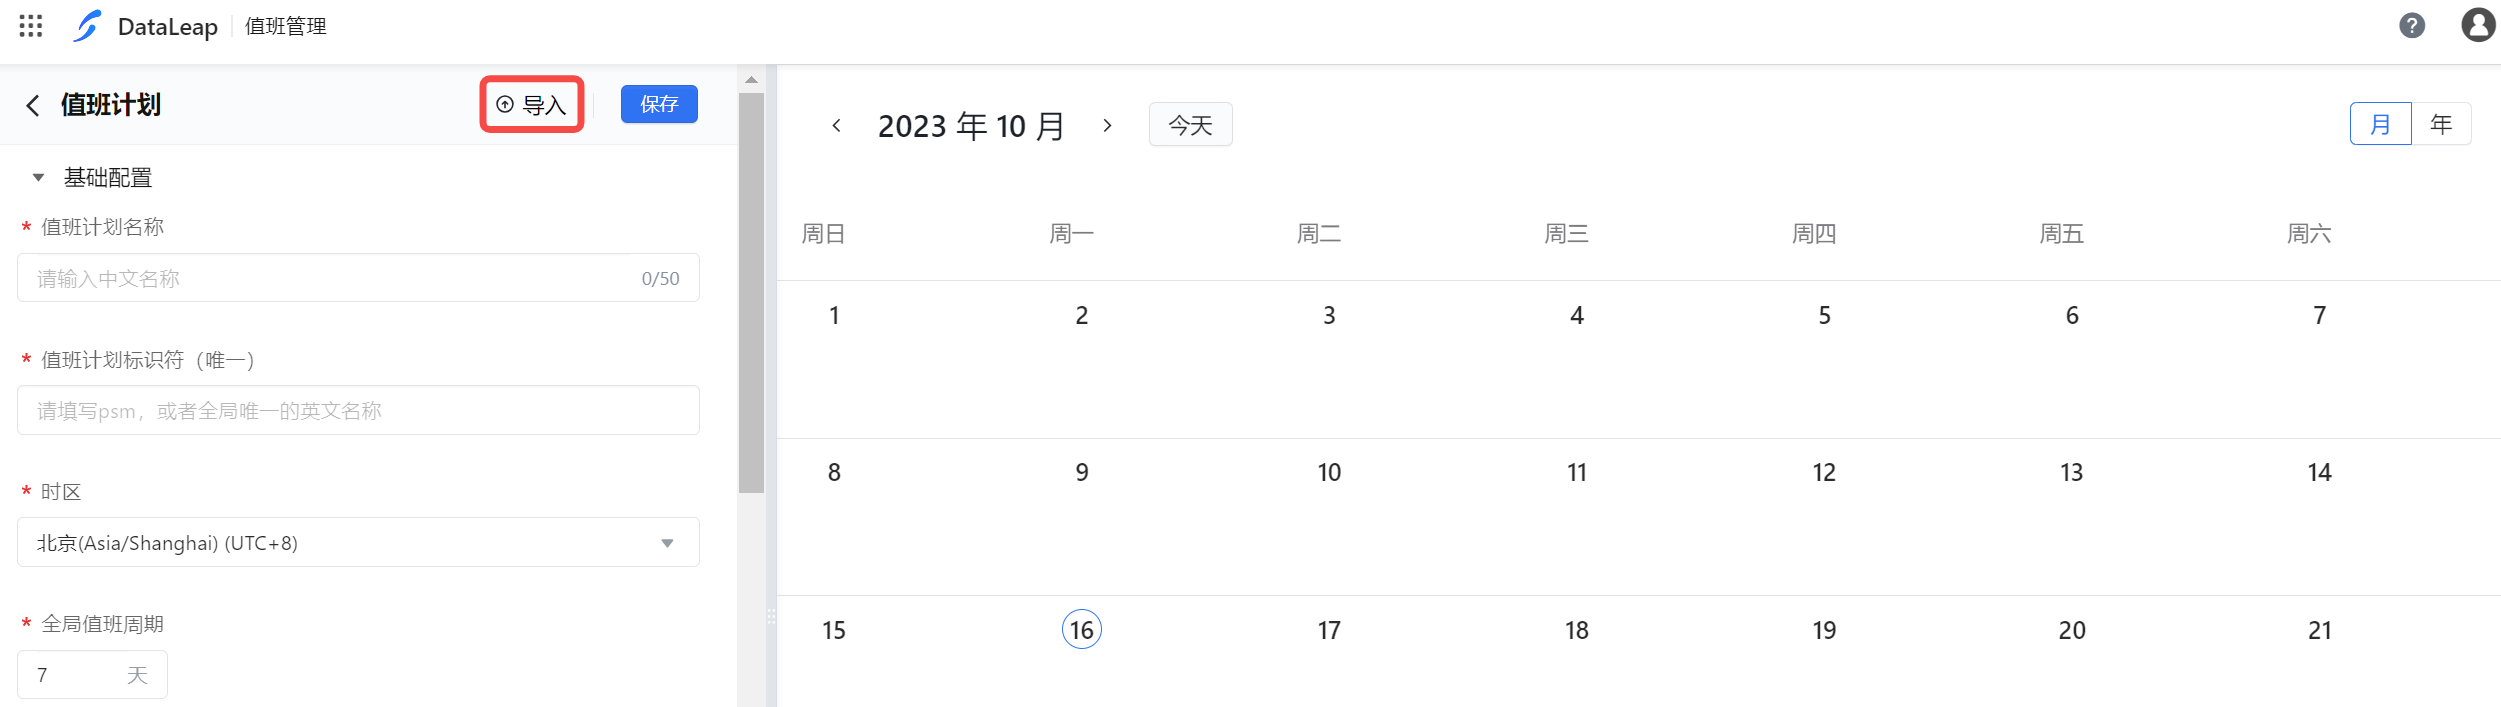 DataLeap 值班管理 ?
值班计划 导入 保存
基础配置
* 值班计划名称
请输入中文名称 0/50
* 值班计划标识符（唯一）
请填写psm，或者全局唯一的英文名称
* 时区
北京(Asia/Shanghai) (UTC+8)
* 全局值班周期
7 天
2023 年 10 月 今天 月 年
周日 周一 周二 周三 周四 周五 周六
1 2 3 4 5 6 7
8 9 10 11 12 13 14
15 16 17 18 19 20 21